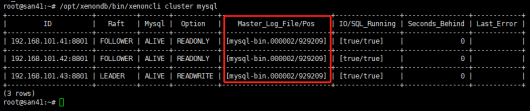 root@san41:~# /opt/xenondb/bin/xenoncli cluster mysql
ID | Raft | Mysql | Option | Master_Log_File/Pos | IO/SQL_Running | Seconds_Behind | Last_Error |
192.168.101.41:8801 | FOLLOWER | ALIVE | READONLY | [mysql-bin.000002/929209] | [true/true] | 0 | |
192.168.101.42:8801 | FOLLOWER | ALIVE | READONLY | [mysql-bin.000002/929209] | [true/true] | 0 | |
192.168.101.43:8801 | LEADER | ALIVE | READWRITE | [mysql-bin.000002/929209] | [true/true] | 0 | |
(3 rows)
root@san41:~#